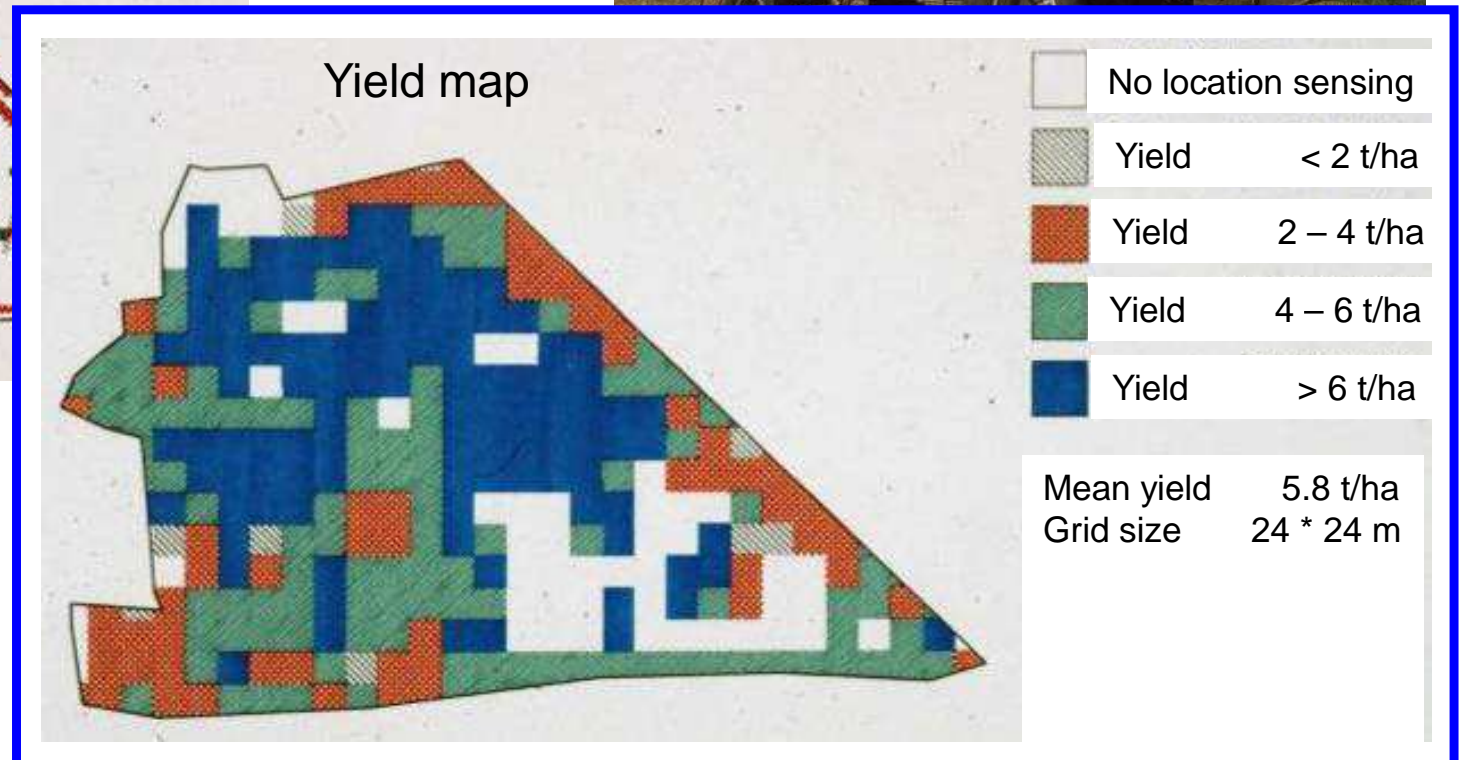 Yield map
No location sensing
Yield < 2 t/ha
Yield 2 – 4 t/ha
Yield 4 – 6 t/ha
Yield > 6 t/ha
Mean yield 5.8 t/ha
Grid size 24 * 24 m